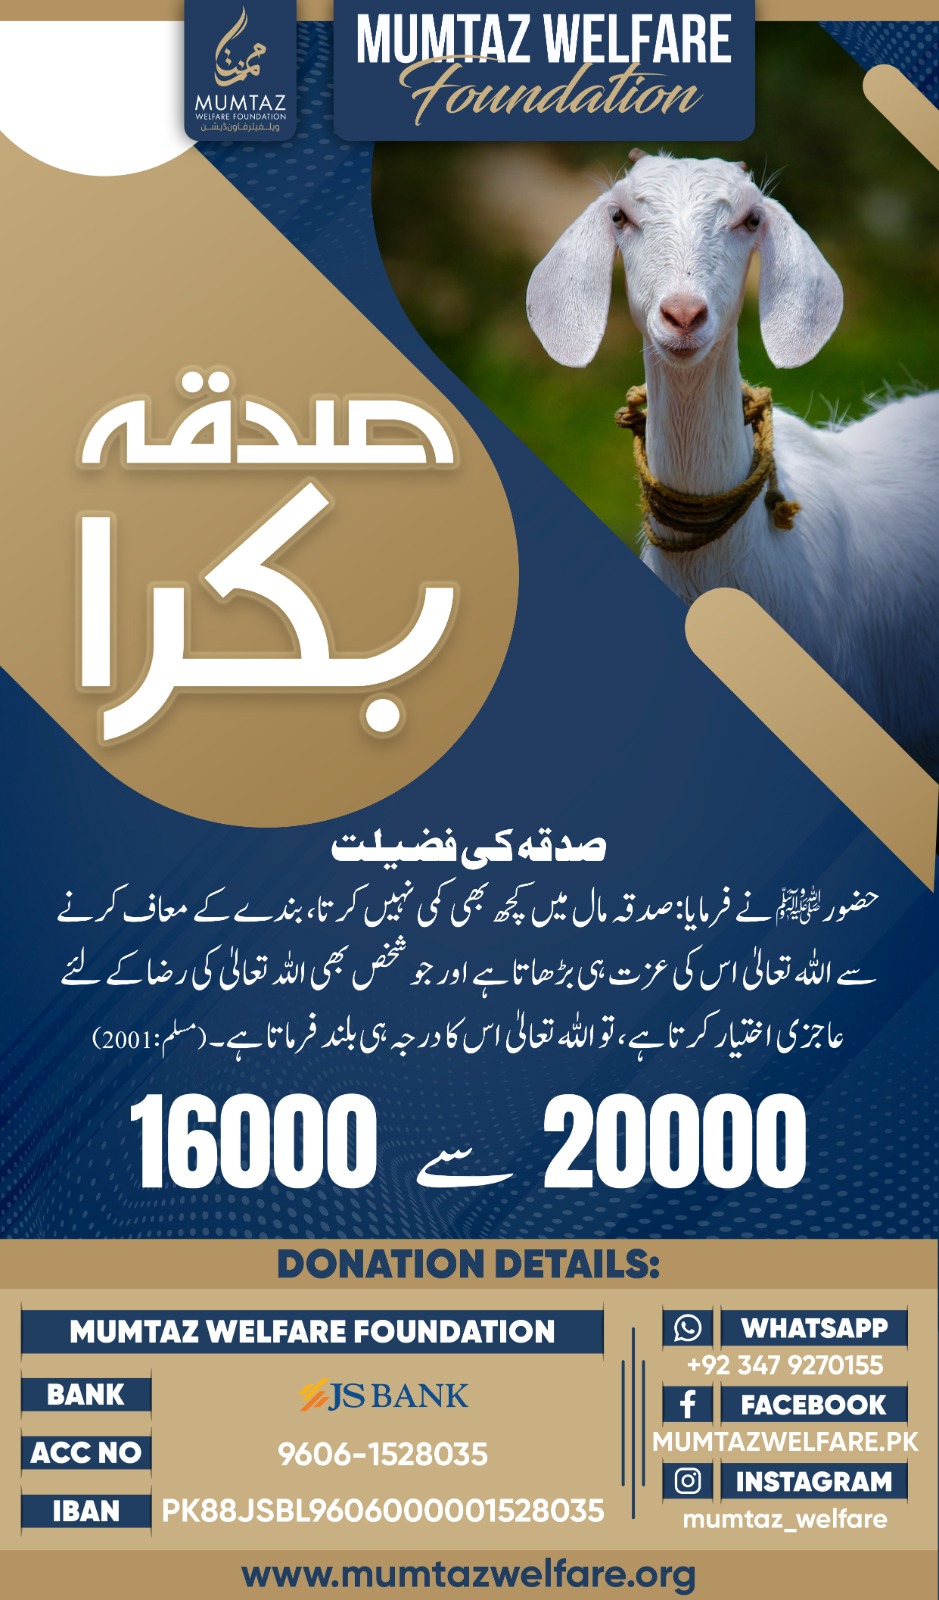 ممتاز
MUMTAZ
WELFARE FOUNDATION
ویلفیئر فاونڈیشن
MUMTAZ WELFARE
Foundation
صدقہ
بکرا
صدقہ کی فضیلت
حضور ﷺ نے فرمایا: صدقہ مال میں کچھ بھی کمی نہیں کرتا، بندے کے معاف کرنے
سے اللہ تعالیٰ اس کی عزت ہی بڑھاتا ہے اور جو شخص بھی اللہ تعالیٰ کی رضا کے لئے
عاجزی اختیار کرتا ہے، تو اللہ تعالیٰ اس کا درجہ ہی بلند فرماتا ہے۔ (مسلم: 2001)
16000 سے 20000
DONATION DETAILS:
MUMTAZ WELFARE FOUNDATION
BANK JS BANK
ACC NO 9606-1528035
IBAN PK88JSBL9606000001528035
WHATSAPP
+92 347 9270155
FACEBOOK
MUMTAZWELFARE.PK
INSTAGRAM
mumtaz_welfare
www.mumtazwelfare.org